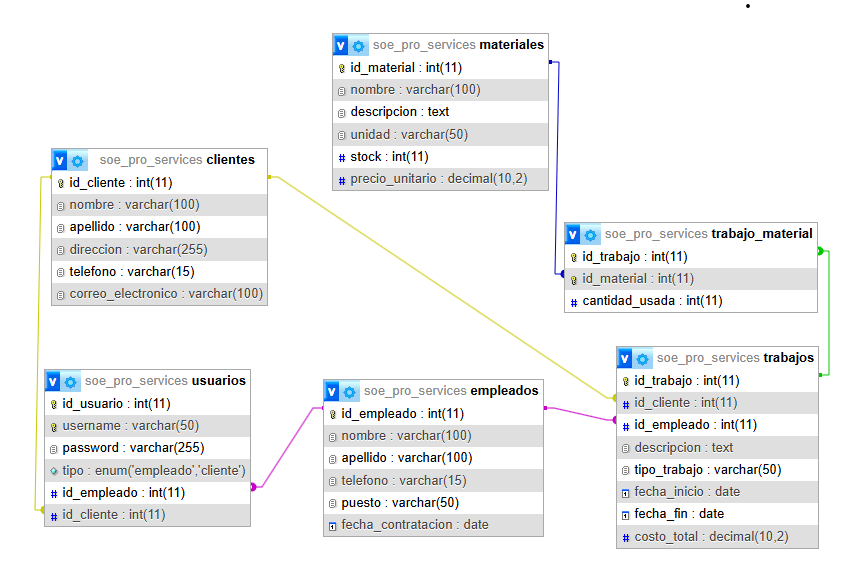 soe_pro_services materiales
id_material : int(11)
nombre : varchar(100)
descripcion : text
unidad : varchar(50)
stock : int(11)
precio_unitario : decimal(10,2)
soe_pro_services clientes
id_cliente : int(11)
nombre : varchar(100)
apellido : varchar(100)
direccion : varchar(255)
telefono : varchar(15)
correo_electronico : varchar(100)
soe_pro_services trabajo_material
id_trabajo : int(11)
id_material : int(11)
cantidad_usada : int(11)
soe_pro_services usuarios
id_usuario : int(11)
username : varchar(50)
password : varchar(255)
tipo : enum('empleado','cliente')
id_empleado : int(11)
id_cliente : int(11)
soe_pro_services empleados
id_empleado : int(11)
nombre : varchar(100)
apellido : varchar(100)
telefono : varchar(15)
puesto : varchar(50)
fecha_contratacion : date
soe_pro_services trabajos
id_trabajo : int(11)
id_cliente : int(11)
id_empleado : int(11)
descripcion : text
tipo_trabajo : varchar(50)
fecha_inicio : date
fecha_fin : date
costo_total : decimal(10,2)